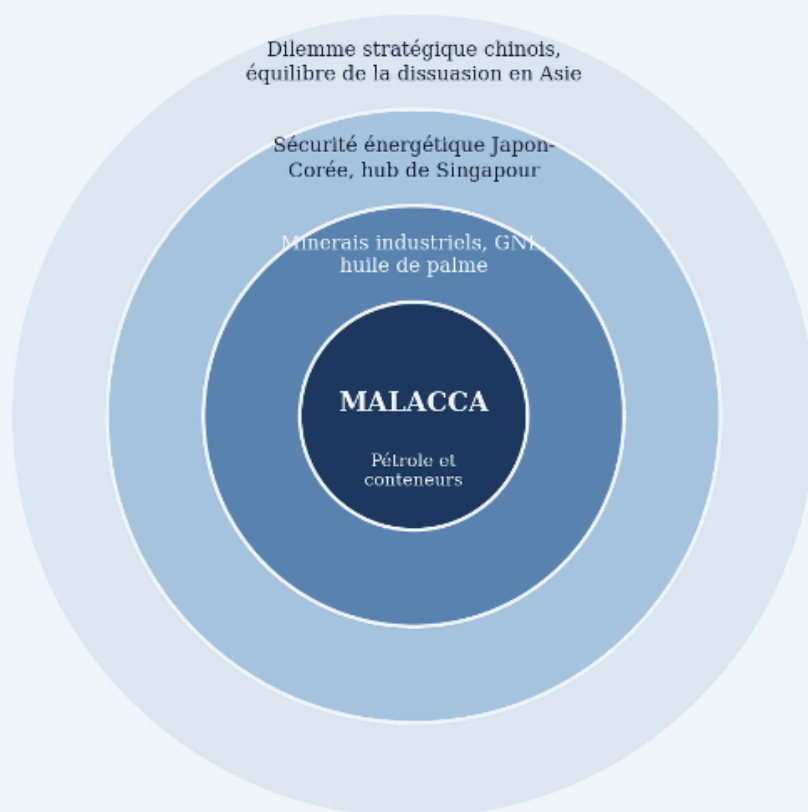 Dilemme stratégique chinois,
équilibre de la dissuasion en Asie
Sécurité énergétique Japon-
Corée, hub de Singapour
Minerais industriels, GNL,
huile de palme
MALACCA
Pétrole et
conteneurs